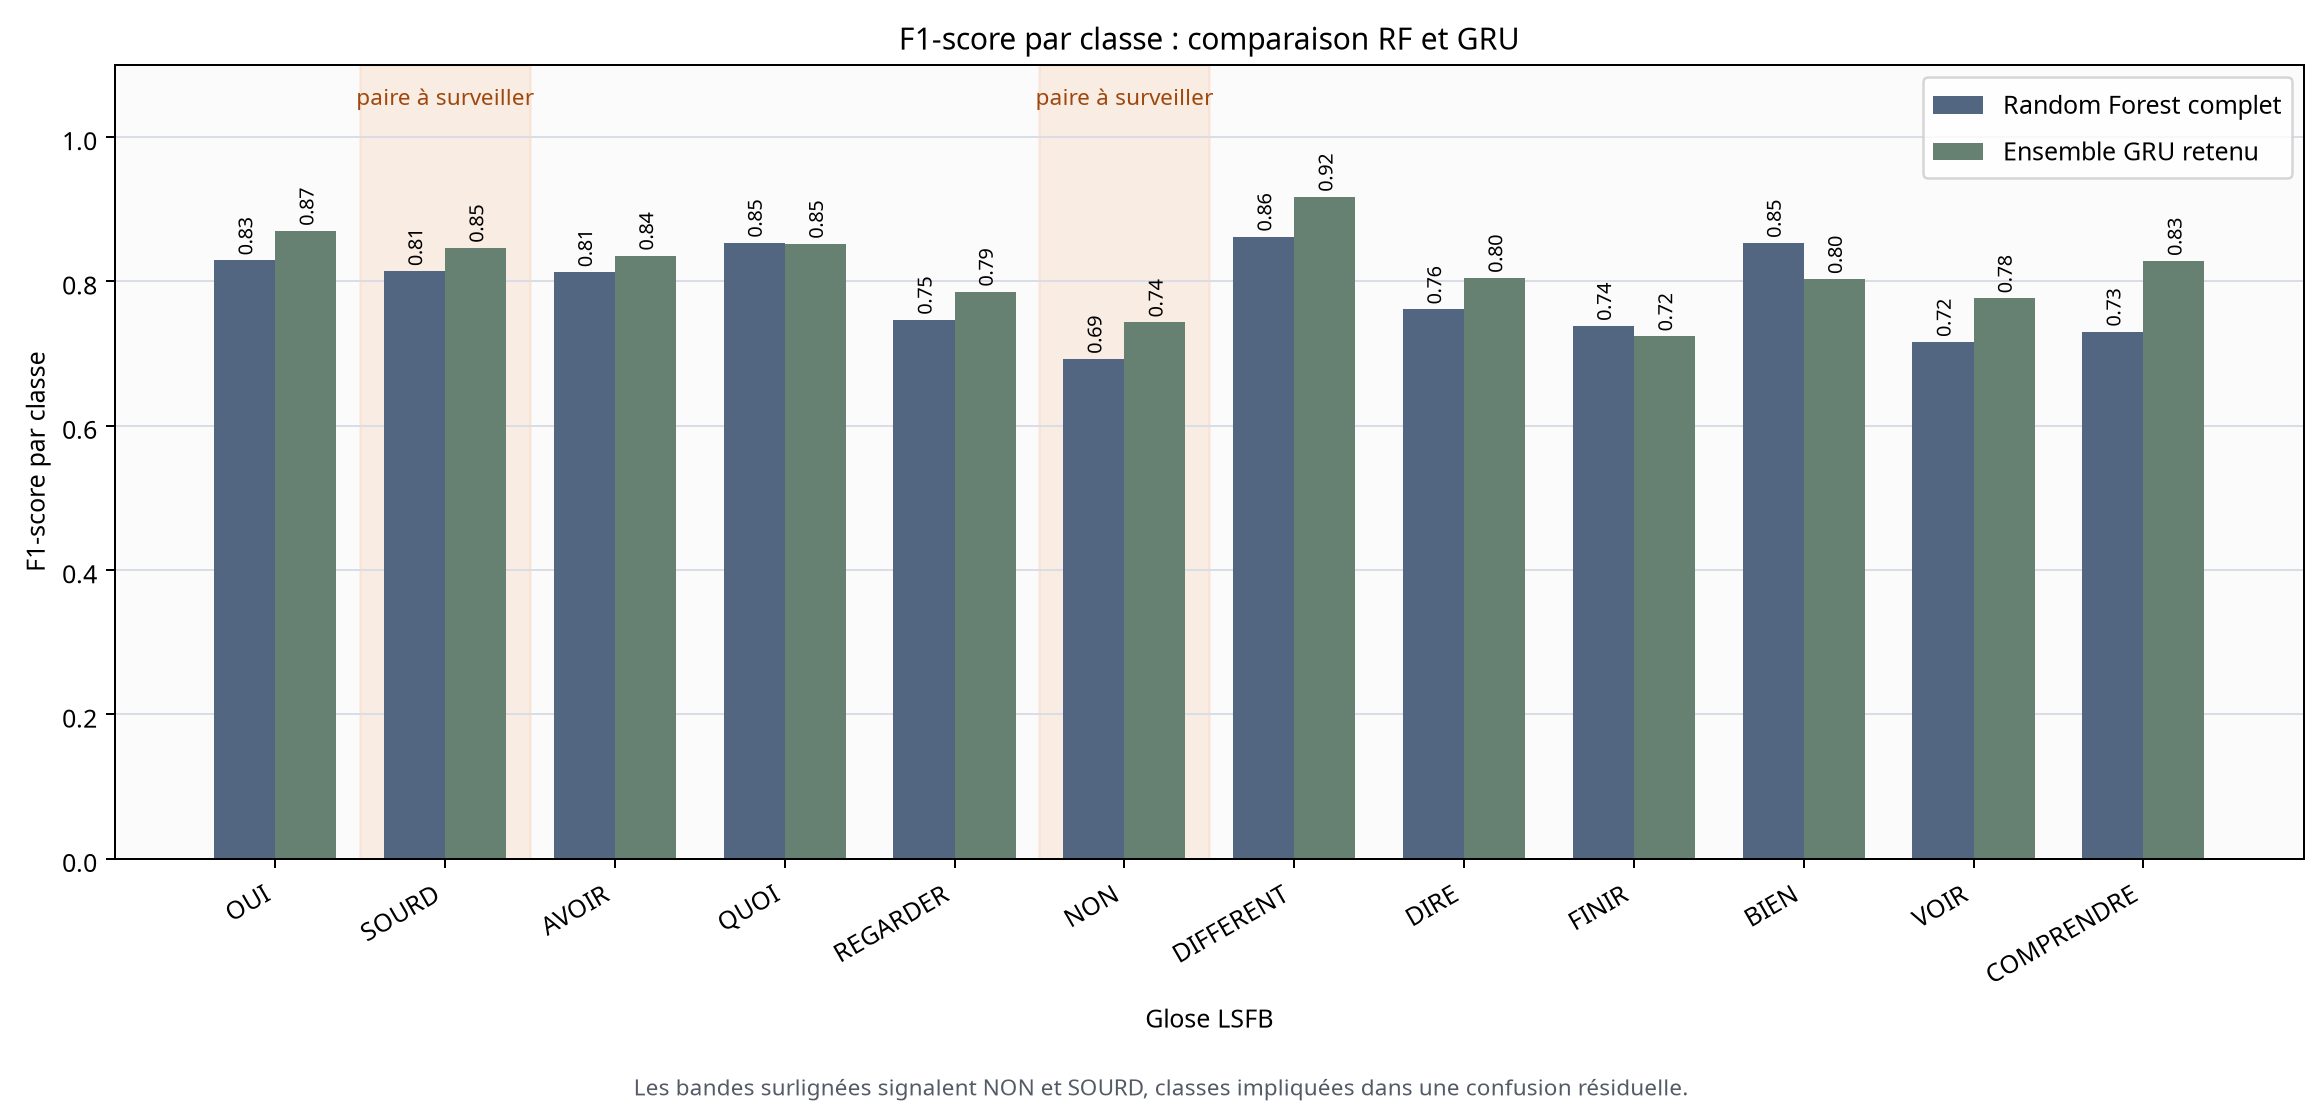 F1-score par classe : comparaison RF et GRU
paire à surveiller
paire à surveiller
Random Forest complet
Ensemble GRU retenu
F1-score par classe
1.0
0.8
0.6
0.4
0.2
0.0
0.83
0.87
0.81
0.85
0.81
0.84
0.85
0.85
0.75
0.79
0.69
0.74
0.86
0.92
0.76
0.80
0.74
0.72
0.85
0.80
0.72
0.78
0.73
0.83
OUI
SOURD
AVOIR
QUOI
REGARDER
NON
DIFFERENT
DIRE
FINIR
BIEN
VOIR
COMPRENDRE
Glose LSFB
Les bandes surlignées signalent NON et SOURD, classes impliquées dans une confusion résiduelle.